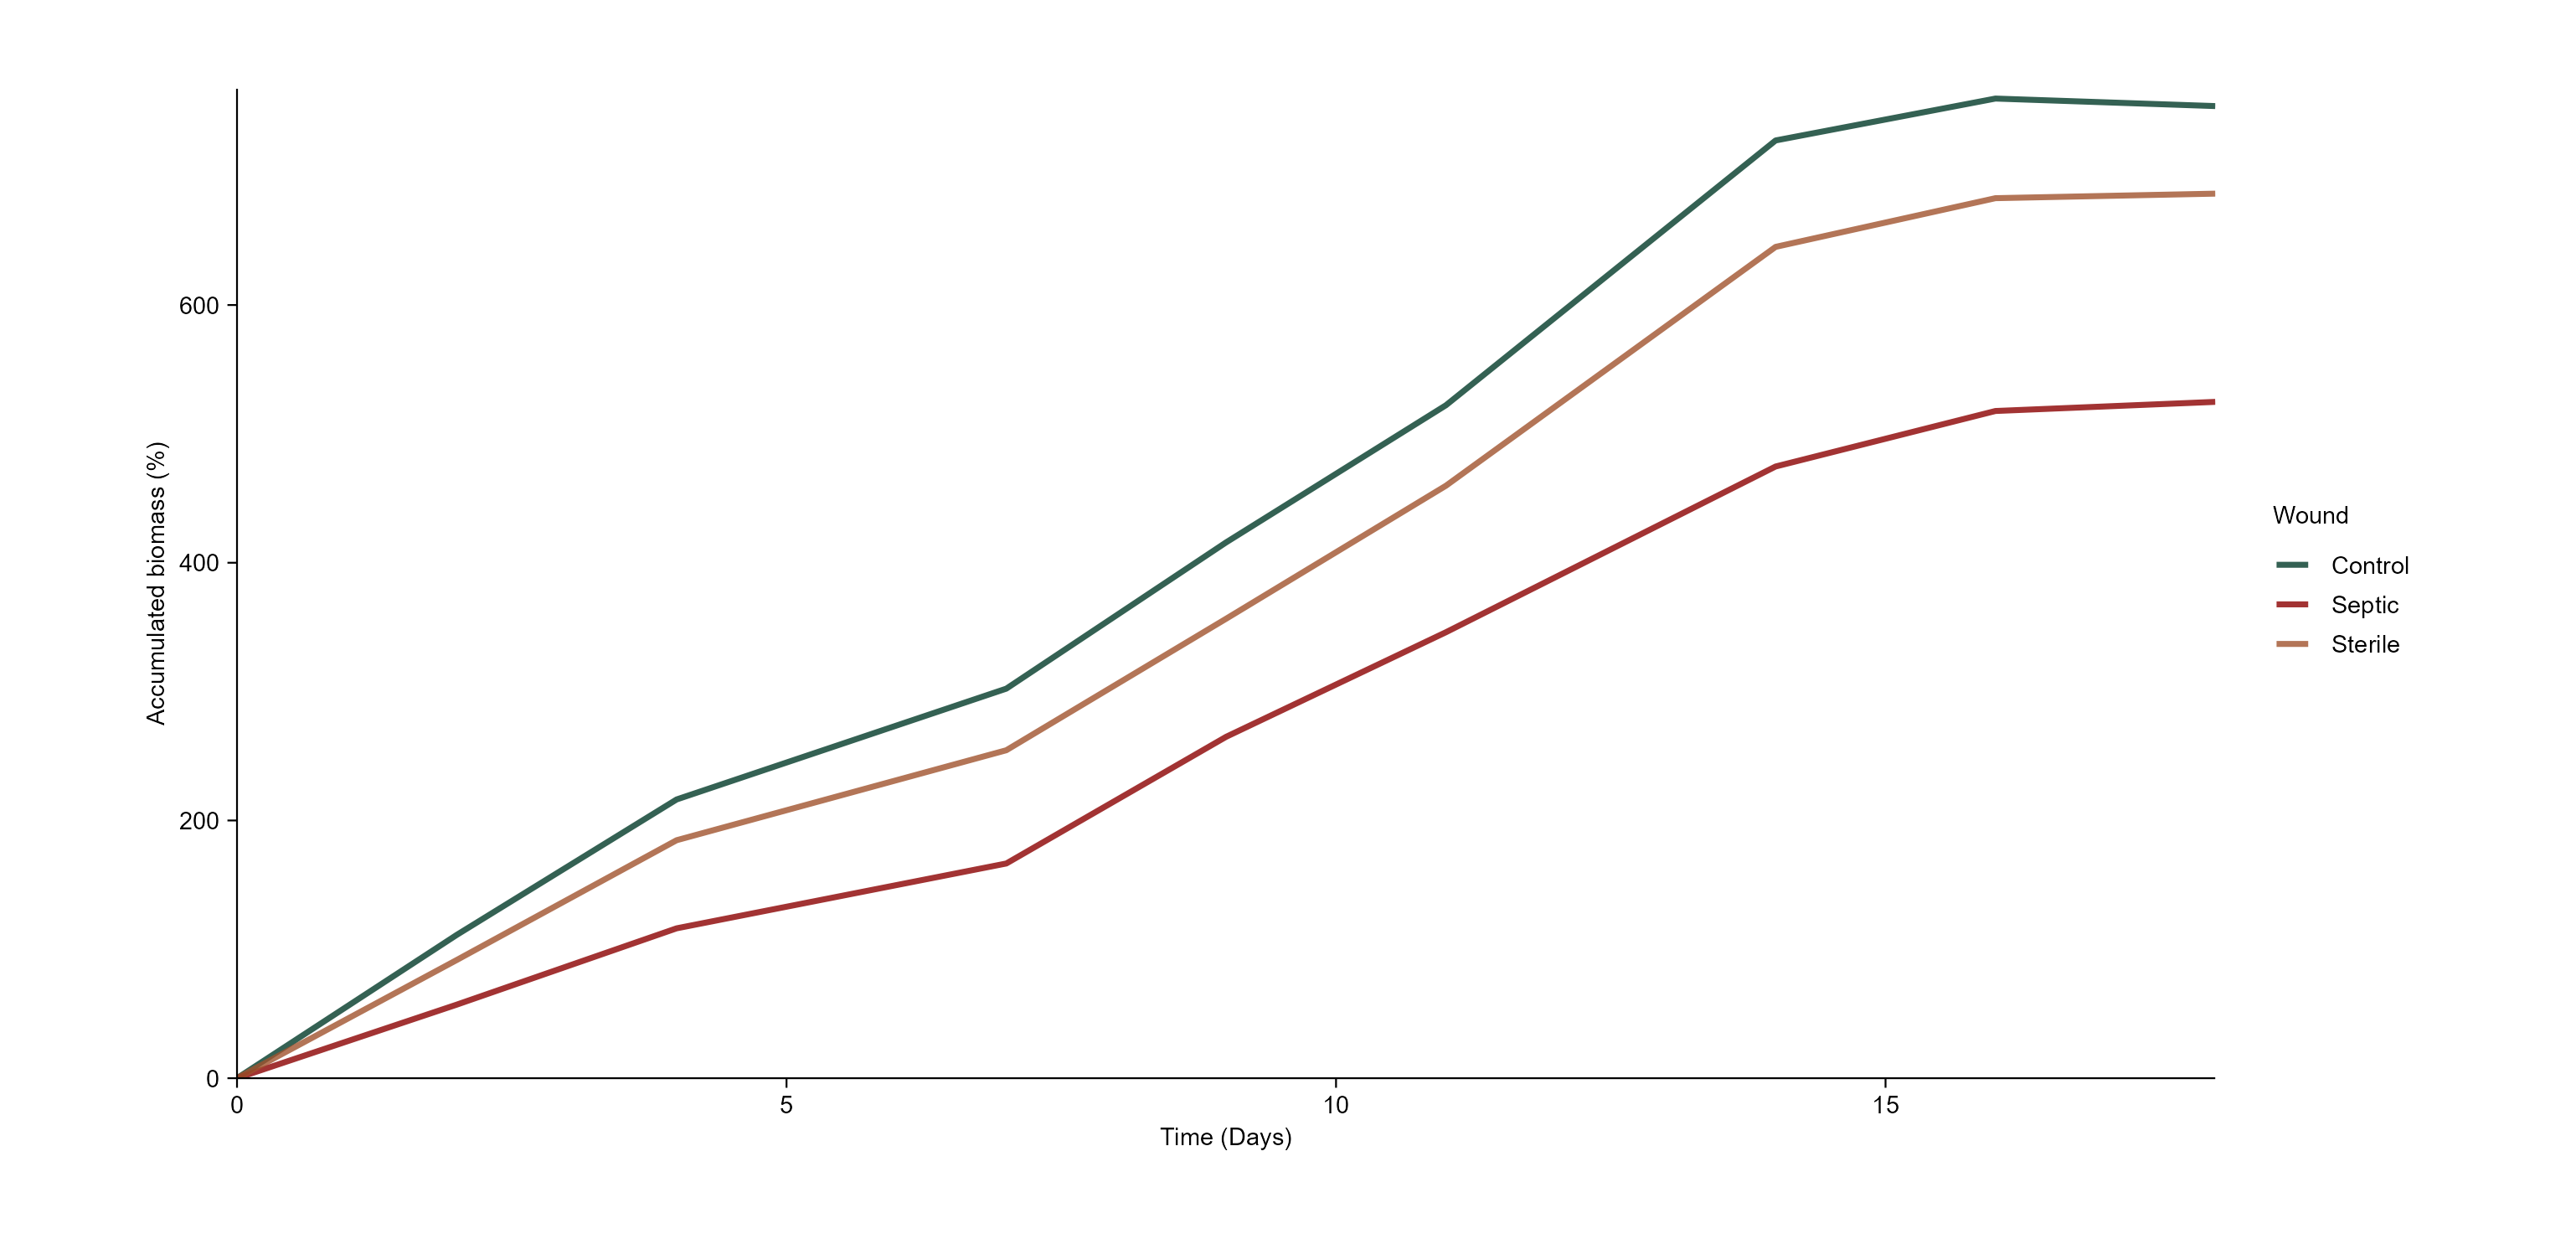 600
400
200
0
Accumulated biomass (%)
0 5 10 15
Time (Days)
Wound
Control
Septic
Sterile